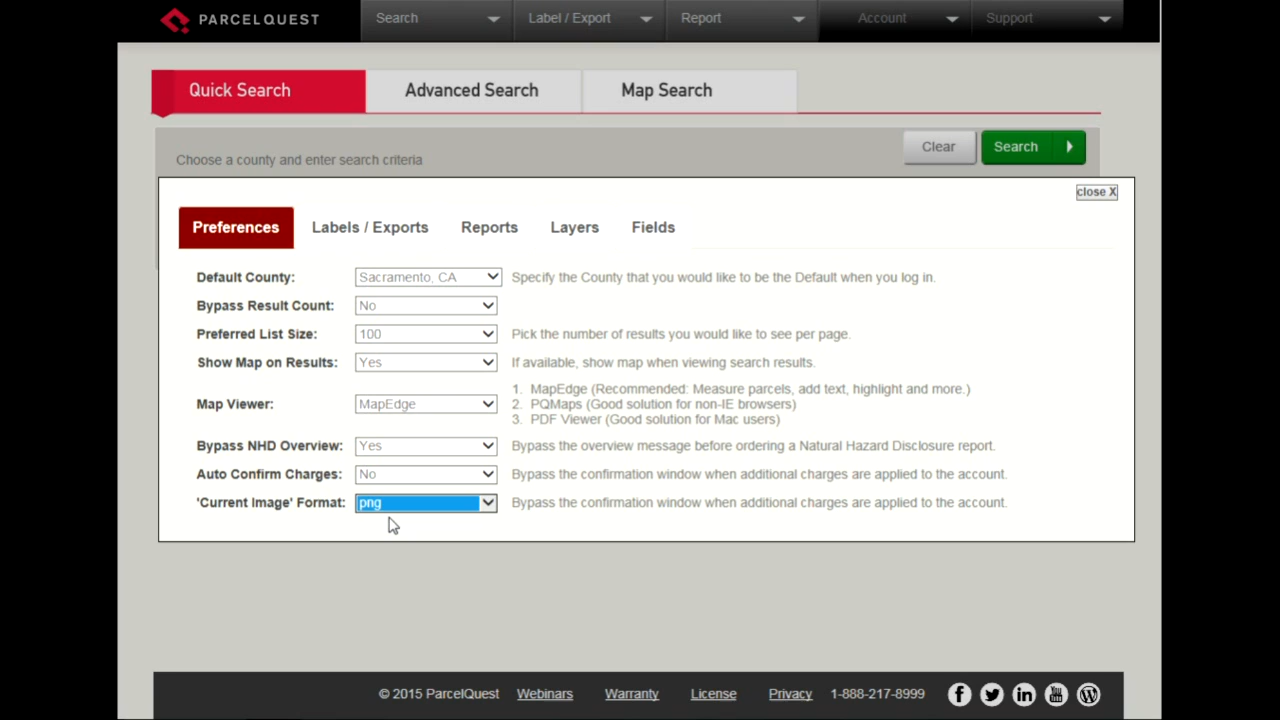 PARCELQUEST Search Label / Export Report Account Support
Quick Search Advanced Search Map Search
Choose a county and enter search criteria Clear Search
close X
Preferences Labels / Exports Reports Layers Fields
Default County: Sacramento, CA Specify the County that you would like to be the Default when you log in.
Bypass Result Count: No
Preferred List Size: 100 Pick the number of results you would like to see per page.
Show Map on Results: Yes If available, show map when viewing search results.
1. MapEdge (Recommended: Measure parcels, add text, highlight and more.)
Map Viewer: MapEdge 2. PQMaps (Good solution for non-IE browsers)
3. PDF Viewer (Good solution for Mac users)
Bypass NHD Overview: Yes Bypass the overview message before ordering a Natural Hazard Disclosure report.
Auto Confirm Charges: No Bypass the confirmation window when additional charges are applied to the account.
'Current Image' Format: png Bypass the confirmation window when additional charges are applied to the account.
© 2015 ParcelQuest Webinars Warranty License Privacy 1-888-217-8999